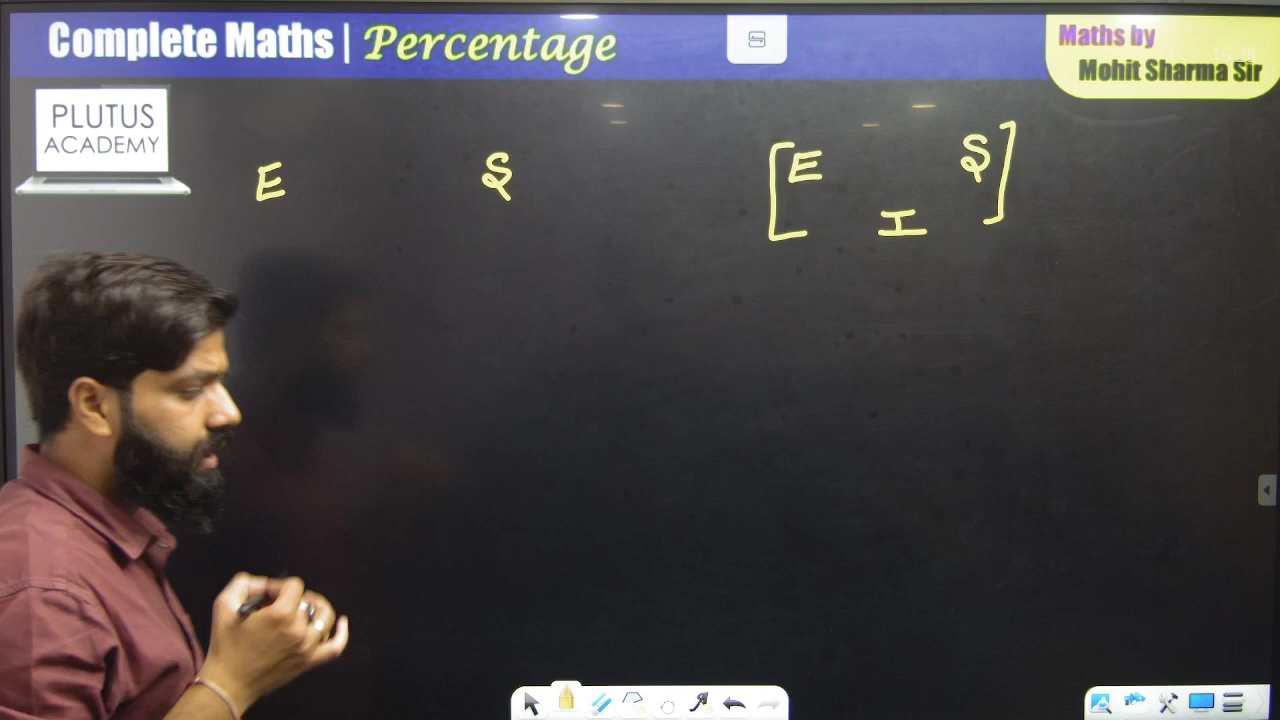 Complete Maths | Percentage
Maths by
Mohit Sharma Sir
PLUTUS
ACADEMY
E S [E S]
I